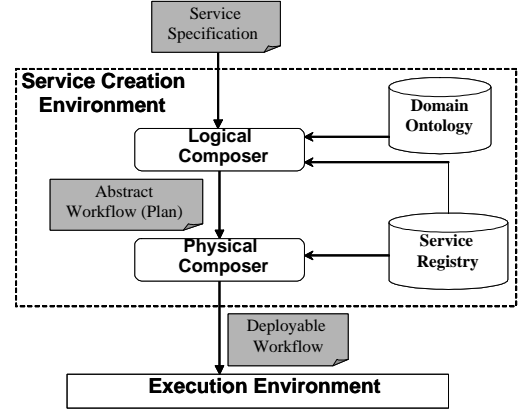 Service
Specification
Service Creation
Environment
Domain
Ontology
Logical
Composer
Abstract
Workflow (Plan)
Physical
Composer
Service
Registry
Deployable
Workflow
Execution Environment